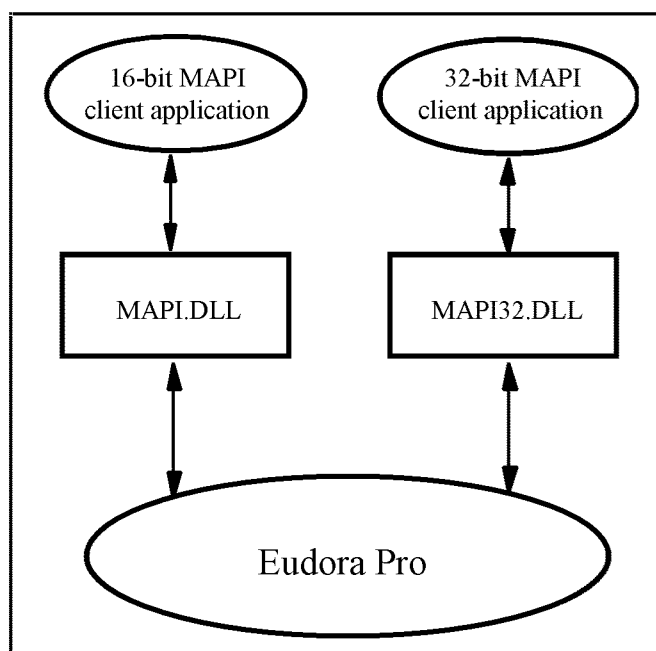 16-bit MAPI
client application
32-bit MAPI
client application
MAPI.DLL
MAPI32.DLL
Eudora Pro